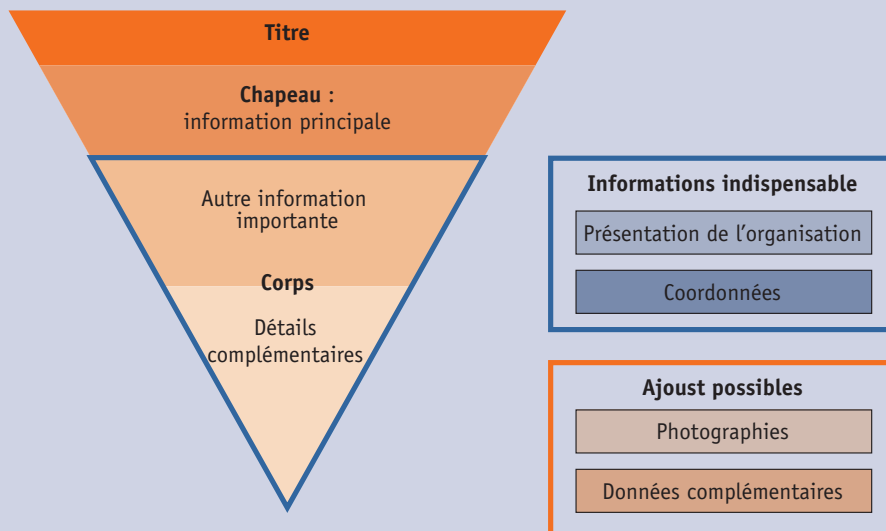 Titre
Chapeau :
information principale
Autre information
importante
Corps
Détails
complémentaires
Informations indispensable
Présentation de l'organisation
Coordonnées
Ajoust possibles
Photographies
Données complémentaires